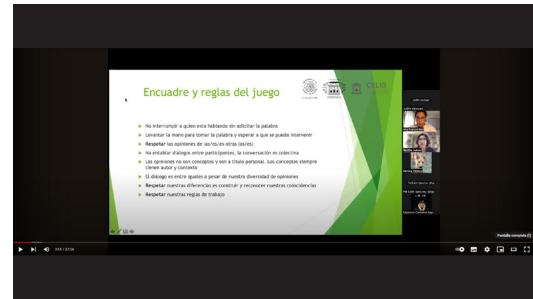 Encuadre y reglas del juego
CELIG
No interrumpir a quien esta hablando sin solicitar la palabra
Levantar la mano para tomar la palabra y esperar a que se pueda intervenir
Respetar las opiniones de las/os/es otras (os/es)
No entablar diálogos entre participantes, la conversación es colectiva
Las opiniones no son conceptos y son a título personal. Los conceptos siempre
tienen autor y contexto
El diálogo es entre iguales a pesar de nuestra diversidad de opiniones
Respetar nuestras diferencias es construir y reconocer nuestras coincidencias
Respetar nuestras reglas de trabajo
Pantalla completa (f)